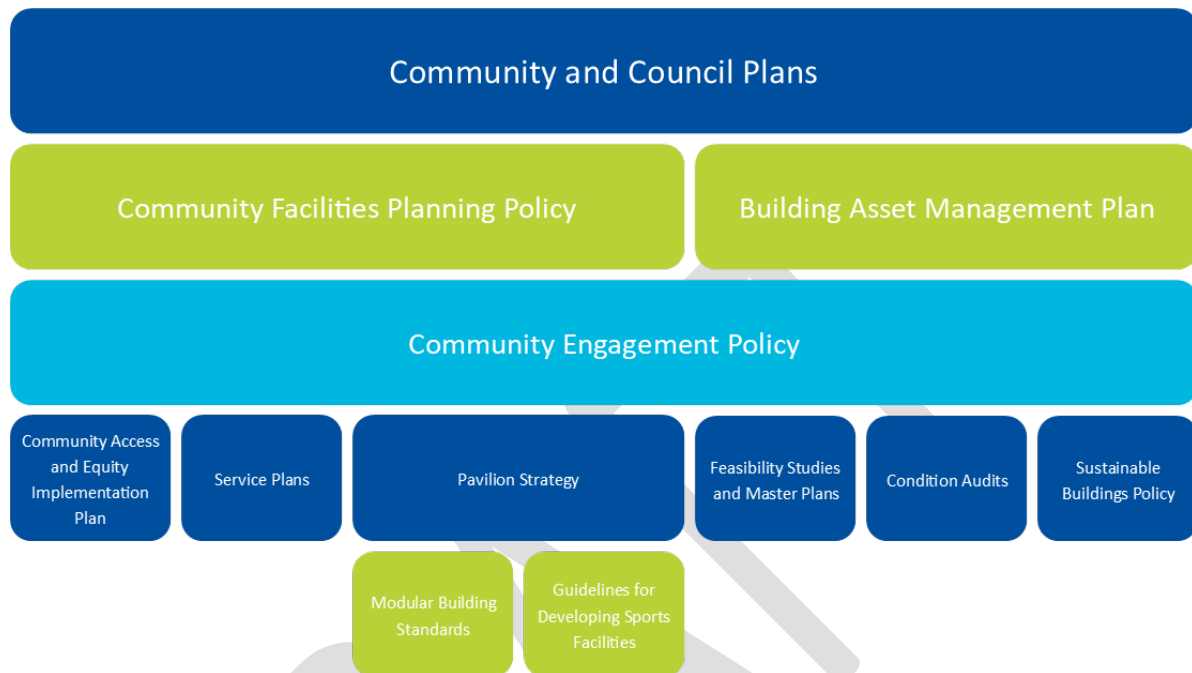 Community and Council Plans
Community Facilities Planning Policy
Building Asset Management Plan
Community Engagement Policy
Community Access
and Equity
Implementation
Plan
Service Plans
Pavilion Strategy
Feasibility Studies
and Master Plans
Condition Audits
Sustainable
Buildings Policy
Modular Building
Standards
Guidelines for
Developing Sports
Facilities